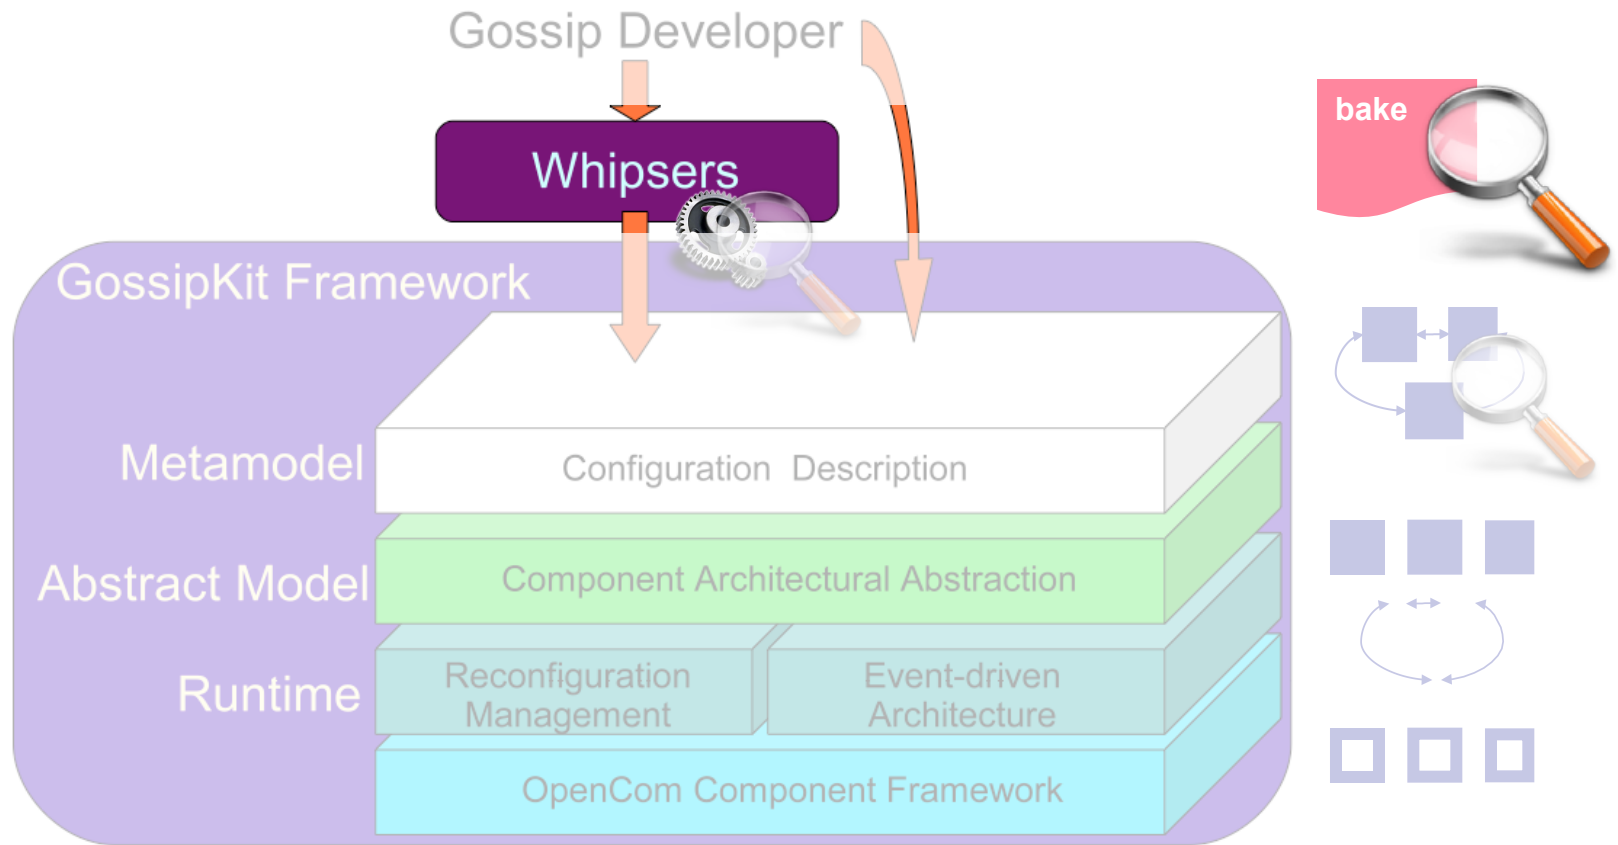 Gossip Developer
bake
Whipsers
GossipKit Framework
Metamodel
Configuration Description
Abstract Model
Component Architectural Abstraction
Runtime
Reconfiguration
Management
Event-driven
Architecture
OpenCom Component Framework